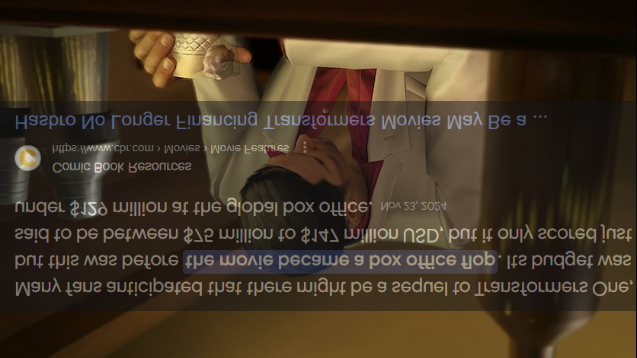 Hasbro No Longer Financing Transformers Movies May Be a ...
https://www.cbr.com › Movies › Movie Features
Comic Book Resources
under $129 million at the global box office. Nov 23, 2024
said to be between $75 million to $147 million USD, but it only scored just
but this was before the movie became a box office flop. Its budget was
Many fans anticipated that there might be a sequel to Transformers One,